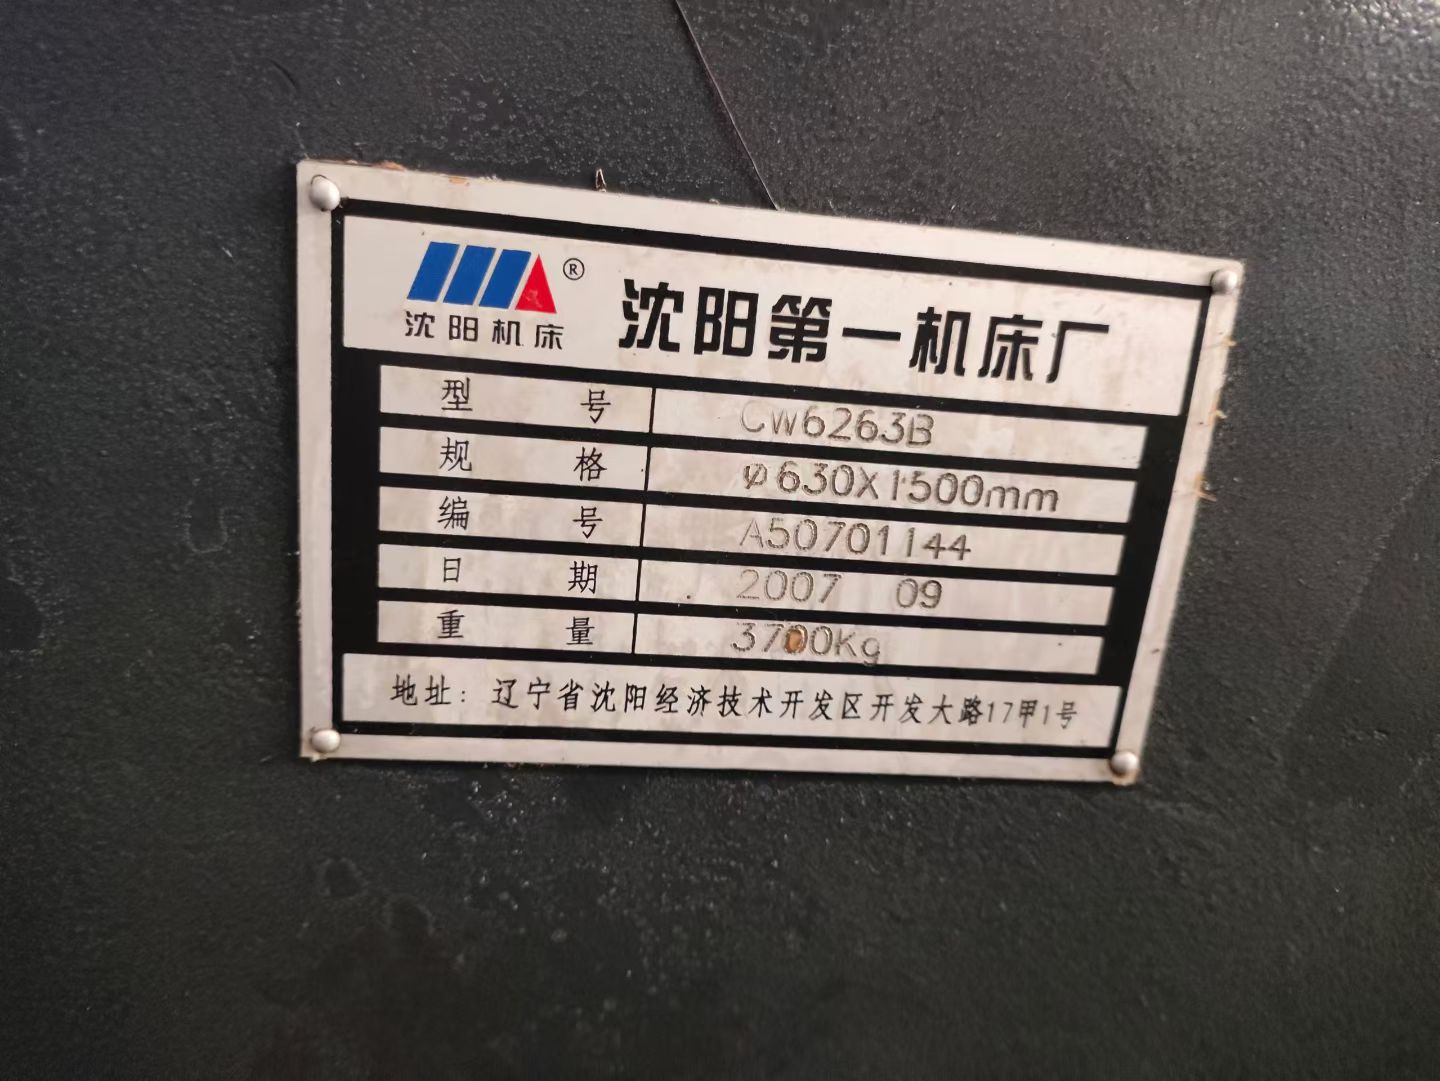 ® 沈阳第一机床厂
沈阳机床
型号 CW6263B
规格 φ630X1500mm
编号 A50701144
日期 2007 09
重量 3700Kg
地址：辽宁省沈阳经济技术开发区开发大路17甲1号